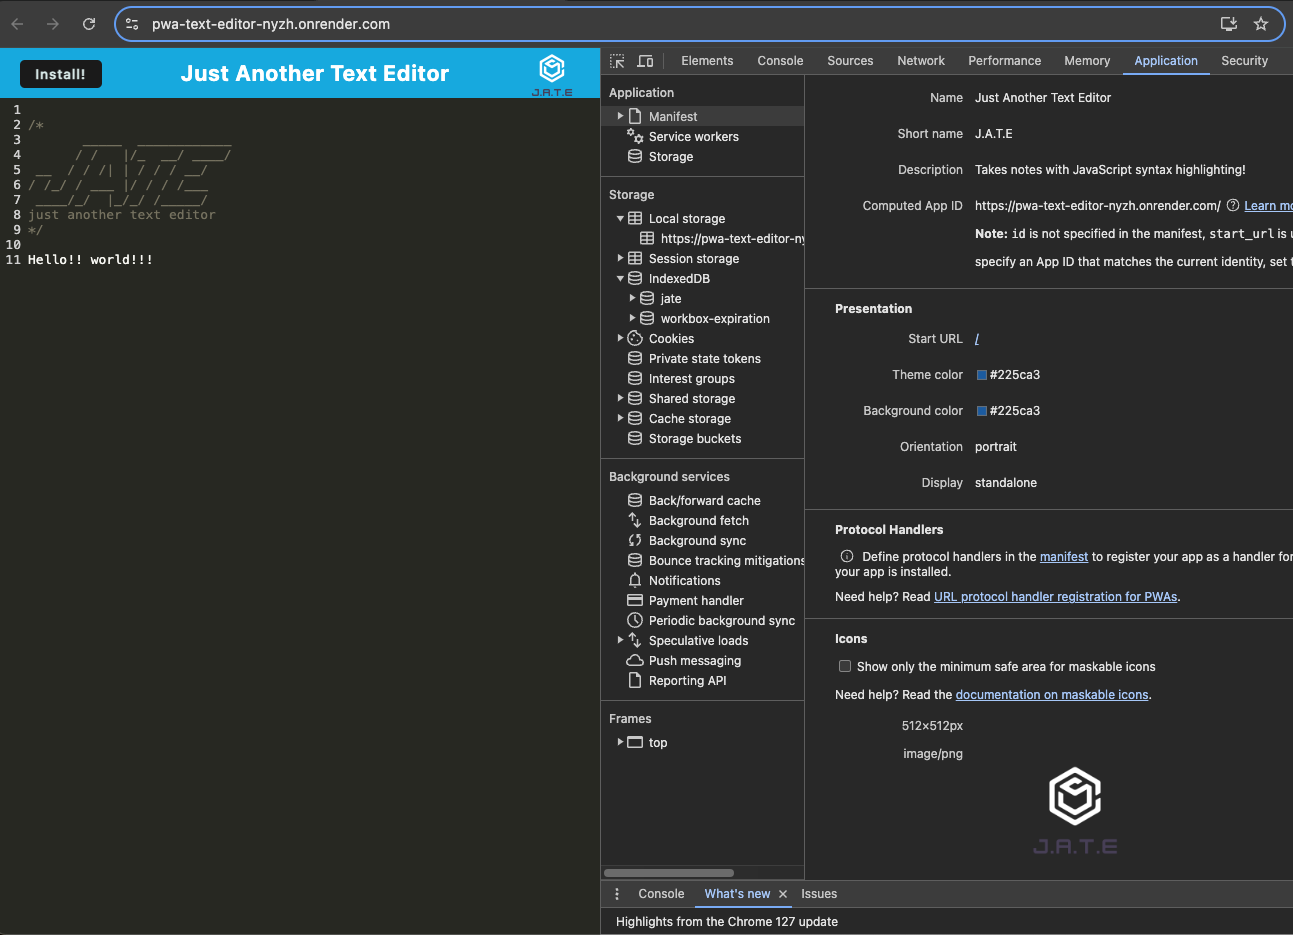 pwa-text-editor-nyzh.onrender.com
Install!
Just Another Text Editor
J.A.T.E
1
2 /*
3          _____  ____________
4         / /   |/_  __/ ____/
5    __  / / /| | / / / __/
6   / /_/ / ___ |/ / / /___
7   \____/_/  |_/_/ /_____/
8 just another text editor
9 */
10
11 Hello!! world!!!
Elements Console Sources Network Performance Memory Application Security
Application
Manifest
Service workers
Storage
Storage
Local storage
https://pwa-text-editor-ny
Session storage
IndexedDB
jate
workbox-expiration
Cookies
Private state tokens
Interest groups
Shared storage
Cache storage
Storage buckets
Background services
Back/forward cache
Background fetch
Background sync
Bounce tracking mitigations
Notifications
Payment handler
Periodic background sync
Speculative loads
Push messaging
Reporting API
Frames
top
Name Just Another Text Editor
Short name J.A.T.E
Description Takes notes with JavaScript syntax highlighting!
Computed App ID https://pwa-text-editor-nyzh.onrender.com/ Learn mo
Note: id is not specified in the manifest, start_url is u
specify an App ID that matches the current identity, set t
Presentation
Start URL /
Theme color #225ca3
Background color #225ca3
Orientation portrait
Display standalone
Protocol Handlers
Define protocol handlers in the manifest to register your app as a handler for
your app is installed.
Need help? Read URL protocol handler registration for PWAs.
Icons
Show only the minimum safe area for maskable icons
Need help? Read the documentation on maskable icons.
512×512px
image/png
J.A.T.E
Console What's new × Issues
Highlights from the Chrome 127 update